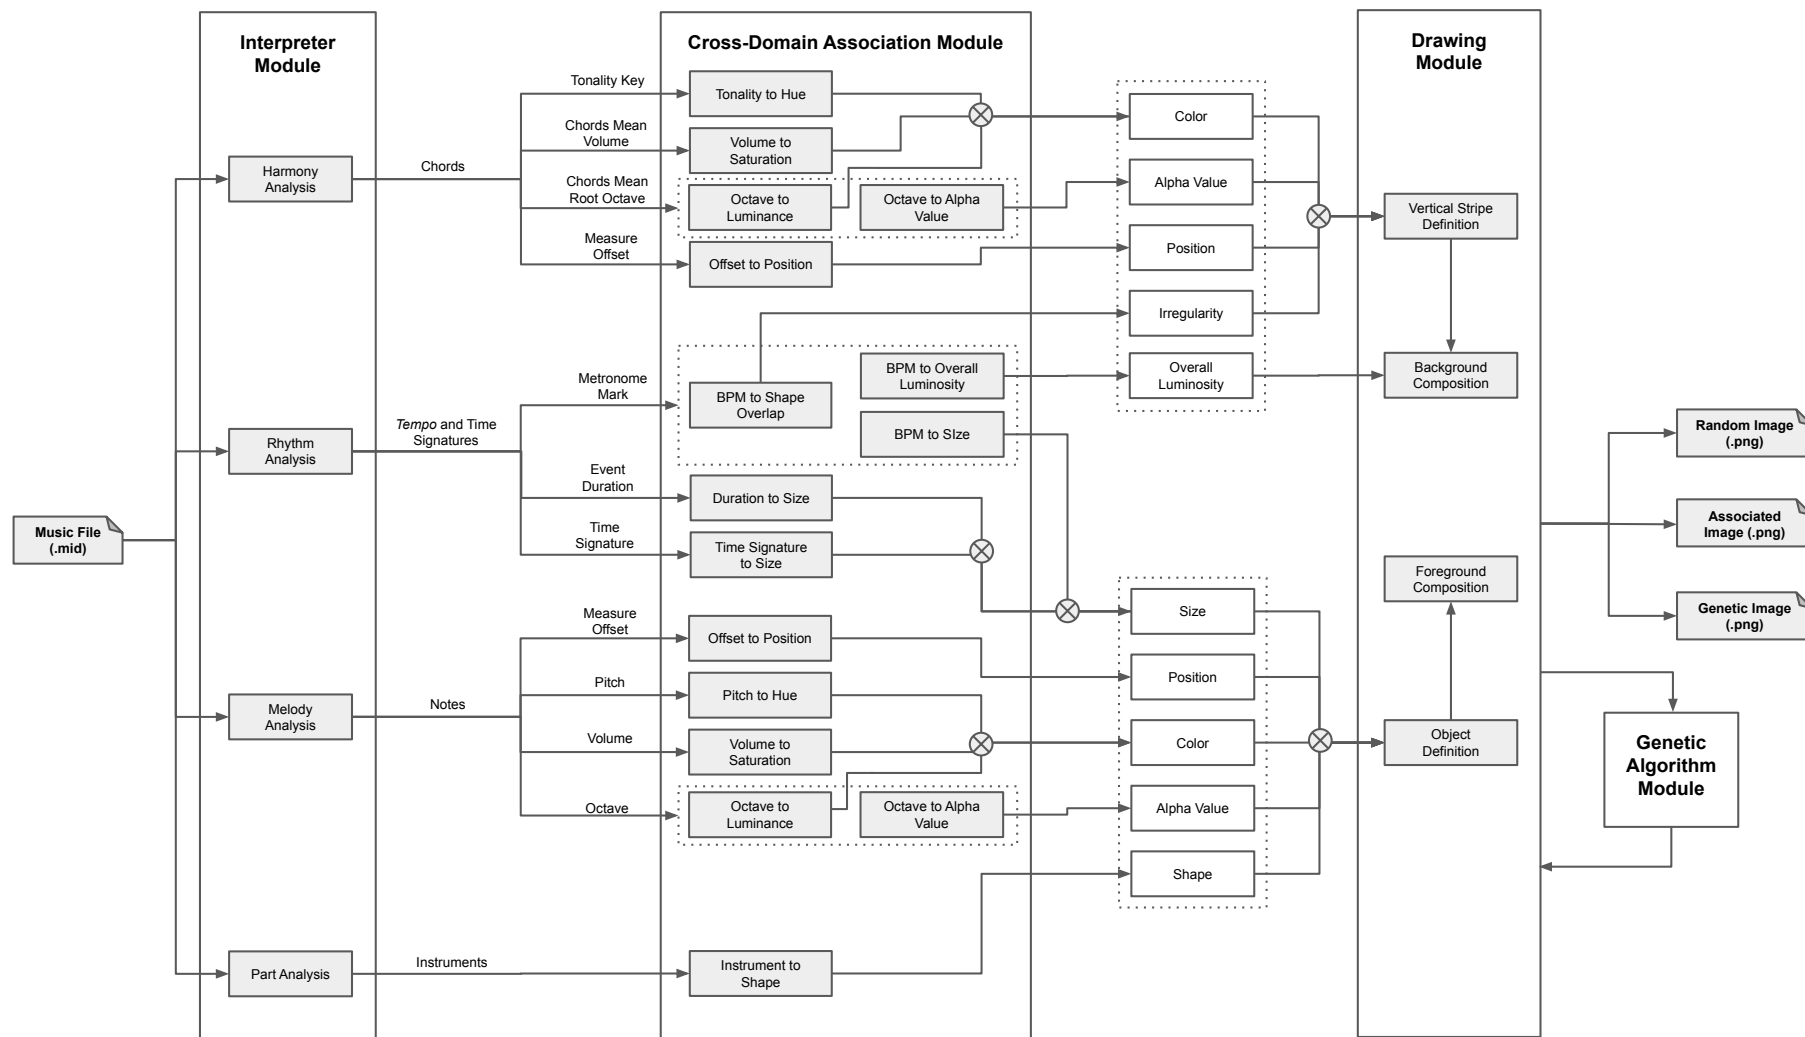 Interpreter
Module
Cross-Domain Association Module
Drawing
Module
Music File
(.mid)
Harmony
Analysis
Rhythm
Analysis
Melody
Analysis
Part Analysis
Chords
Tempo and Time
Signatures
Notes
Instruments
Tonality Key
Chords Mean
Volume
Chords Mean
Root Octave
Measure
Offset
Metronome
Mark
Event
Duration
Time
Signature
Measure
Offset
Pitch
Volume
Octave
Tonality to Hue
Volume to
Saturation
Octave to
Luminance
Octave to Alpha
Value
Offset to Position
BPM to Shape
Overlap
BPM to Overall
Luminosity
BPM to SIze
Duration to Size
Time Signature
to Size
Offset to Position
Pitch to Hue
Volume to
Saturation
Octave to
Luminance
Octave to Alpha
Value
Instrument to
Shape
Color
Alpha Value
Position
Irregularity
Overall
Luminosity
Size
Position
Color
Alpha Value
Shape
Vertical Stripe
Definition
Background
Composition
Foreground
Composition
Object
Definition
Random Image
(.png)
Associated
Image (.png)
Genetic Image
(.png)
Genetic
Algorithm
Module